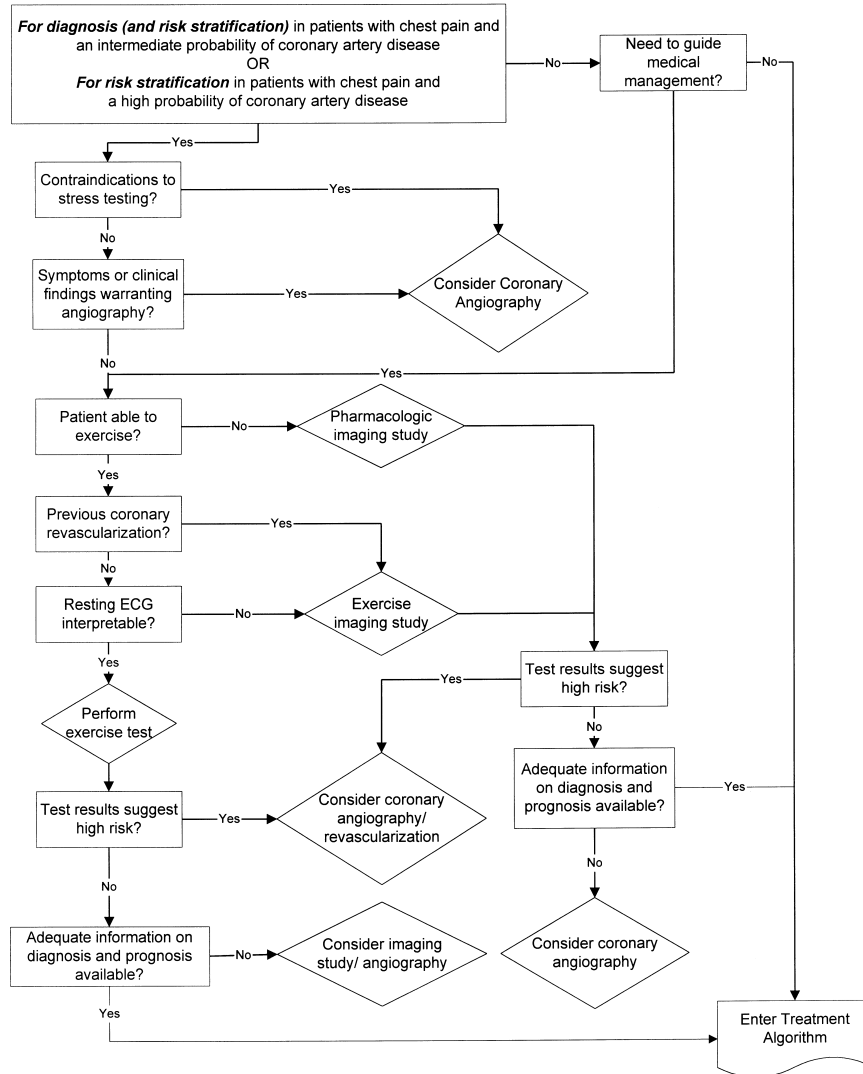 For diagnosis (and risk stratification) in patients with chest pain and
an intermediate probability of coronary artery disease
OR
For risk stratification in patients with chest pain and
a high probability of coronary artery disease
No
Need to guide
medical
management?
No
Yes
Contraindications to
stress testing?
Yes
No
Symptoms or clinical
findings warranting
angiography?
Yes
Consider Coronary
Angiography
No
Yes
Patient able to
exercise?
No
Pharmacologic
imaging study
Yes
Previous coronary
revascularization?
Yes
No
Resting ECG
interpretable?
No
Exercise
imaging study
Yes
Test results suggest
high risk?
Yes
No
Perform
exercise test
Adequate information
on diagnosis and
prognosis available?
Yes
Test results suggest
high risk?
Yes
Consider coronary
angiography/
revascularization
No
No
Adequate information on
diagnosis and prognosis
available?
No
Consider imaging
study/ angiography
Consider coronary
angiography
Yes
Enter Treatment
Algorithm